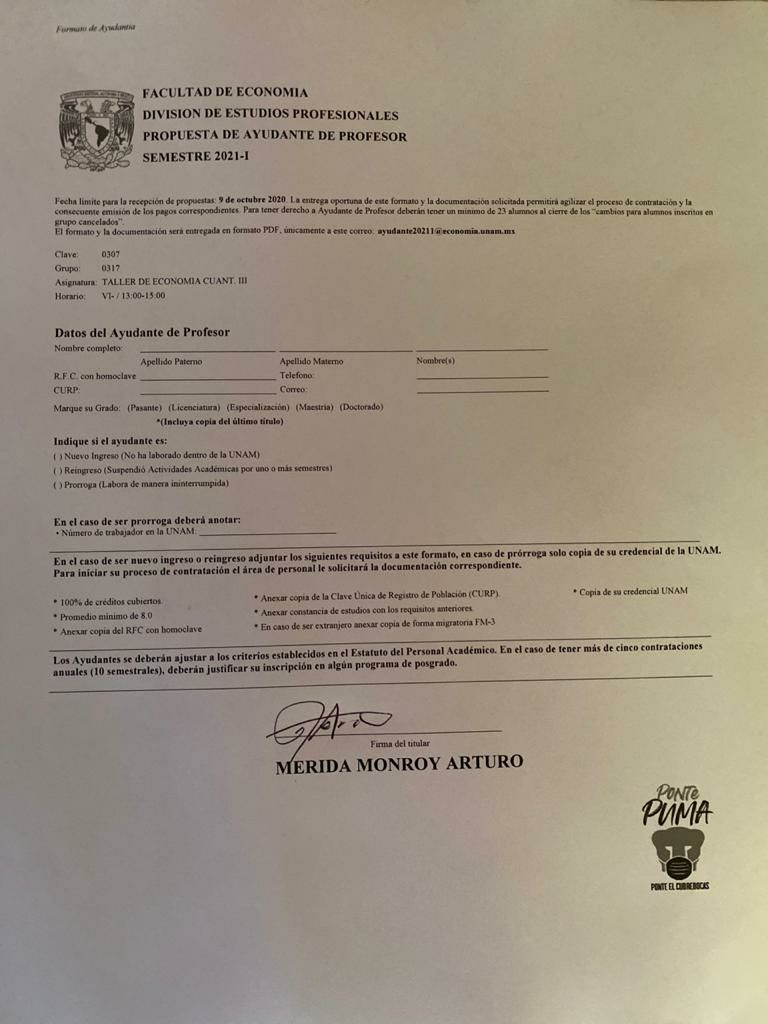 Formato de Ayudantía
FACULTAD DE ECONOMIA
DIVISION DE ESTUDIOS PROFESIONALES
PROPUESTA DE AYUDANTE DE PROFESOR
SEMESTRE 2021-I
Fecha límite para la recepción de propuestas: 9 de octubre 2020. La entrega oportuna de este formato y la documentación solicitada permitirá agilizar el proceso de contratación y la
consecuente emisión de los pagos correspondientes. Para tener derecho a Ayudante de Profesor deberán tener un mínimo de 23 alumnos al cierre de los "cambios para alumnos inscritos en
grupo cancelados".
El formato y la documentación será entregada en formato PDF, únicamente a este correo: ayudante20211@economia.unam.mx
Clave: 0307
Grupo: 0317
Asignatura: TALLER DE ECONOMIA CUANT. III
Horario: VI- / 13:00-15:00
Datos del Ayudante de Profesor
Nombre completo:
Apellido Paterno Apellido Materno Nombre(s)
R.F.C. con homoclave Telefono:
CURP: Correo:
Marque su Grado: (Pasante) (Licenciatura) (Especialización) (Maestria) (Doctorado)
*(Incluya copia del último título)
Indique si el ayudante es:
( ) Nuevo Ingreso (No ha laborado dentro de la UNAM)
( ) Reingreso (Suspendió Actividades Académicas por uno o más semestres)
( ) Prorroga (Labora de manera ininterrumpida)
En el caso de ser prorroga deberá anotar:
• Número de trabajador en la UNAM:
En el caso de ser nuevo ingreso o reingreso adjuntar los siguientes requisitos a este formato, en caso de prórroga solo copia de su credencial de la UNAM.
Para iniciar su proceso de contratación el área de personal le solicitará la documentación correspondiente.
* 100% de créditos cubiertos. * Anexar copia de la Clave Única de Registro de Población (CURP). * Copia de su credencial UNAM
* Promedio mínimo de 8.0 * Anexar constancia de estudios con los requisitos anteriores.
* Anexar copia del RFC con homoclave * En caso de ser extranjero anexar copia de forma migratoria FM-3
Los Ayudantes se deberán ajustar a los criterios establecidos en el Estatuto del Personal Académico. En el caso de tener más de cinco contrataciones
anuales (10 semestrales), deberán justificar su inscripción en algún programa de posgrado.
Firma del titular
MERIDA MONROY ARTURO
PONTE
PUMA
PONTE EL CUBREBOCAS